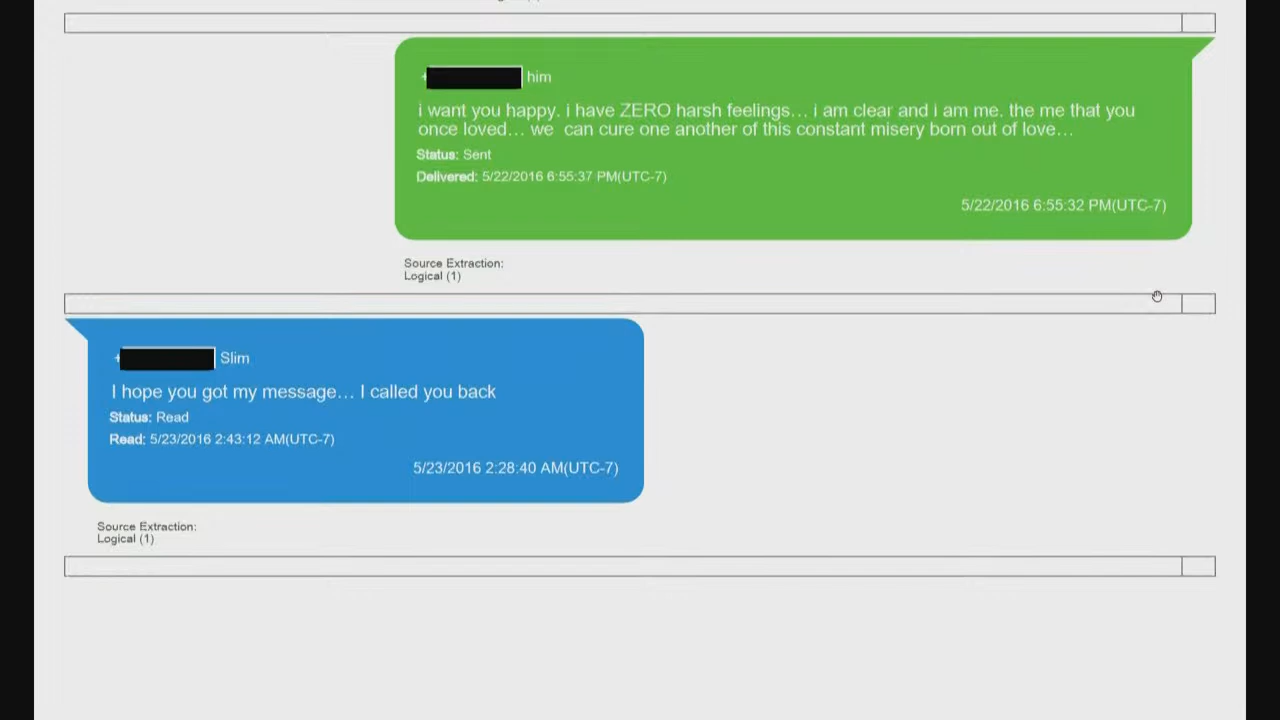 him
i want you happy. i have ZERO harsh feelings... i am clear and i am me. the me that you
once loved... we can cure one another of this constant misery born out of love...
Status: Sent
Delivered: 5/22/2016 6:55:37 PM(UTC-7)
5/22/2016 6:55:32 PM(UTC-7)
Source Extraction:
Logical (1)
Slim
I hope you got my message... I called you back
Status: Read
Read: 5/23/2016 2:43:12 AM(UTC-7)
5/23/2016 2:28:40 AM(UTC-7)
Source Extraction:
Logical (1)